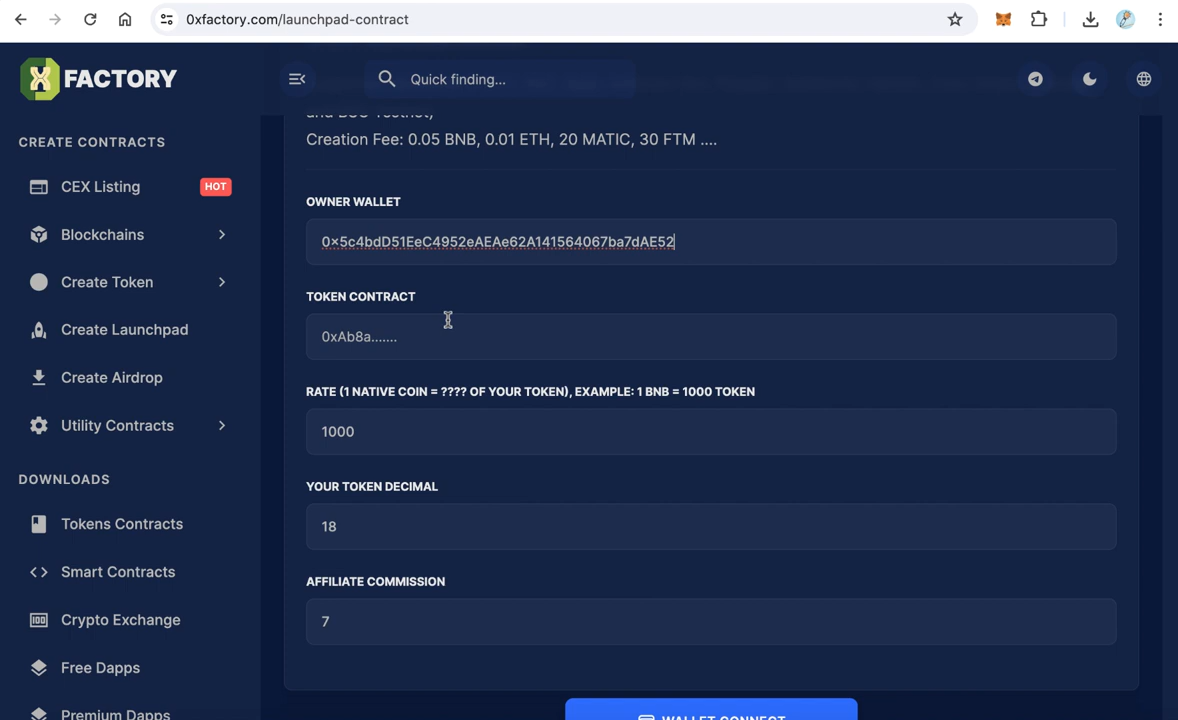 0xfactory.com/launchpad-contract
FACTORY
Quick finding...
CREATE CONTRACTS
CEX Listing
HOT
Blockchains
Create Token
Create Launchpad
Create Airdrop
Utility Contracts
DOWNLOADS
Tokens Contracts
Smart Contracts
Crypto Exchange
Free Dapps
Premium Dapps
and BSC Testnet)
Creation Fee: 0.05 BNB, 0.01 ETH, 20 MATIC, 30 FTM ....
OWNER WALLET
0x5c4bdD51EeC4952eAEAe62A141564067ba7dAE52
TOKEN CONTRACT
0xAb8a.......
RATE (1 NATIVE COIN = ???? OF YOUR TOKEN), EXAMPLE: 1 BNB = 1000 TOKEN
1000
YOUR TOKEN DECIMAL
18
AFFILIATE COMMISSION
7
WALLET CONNECT